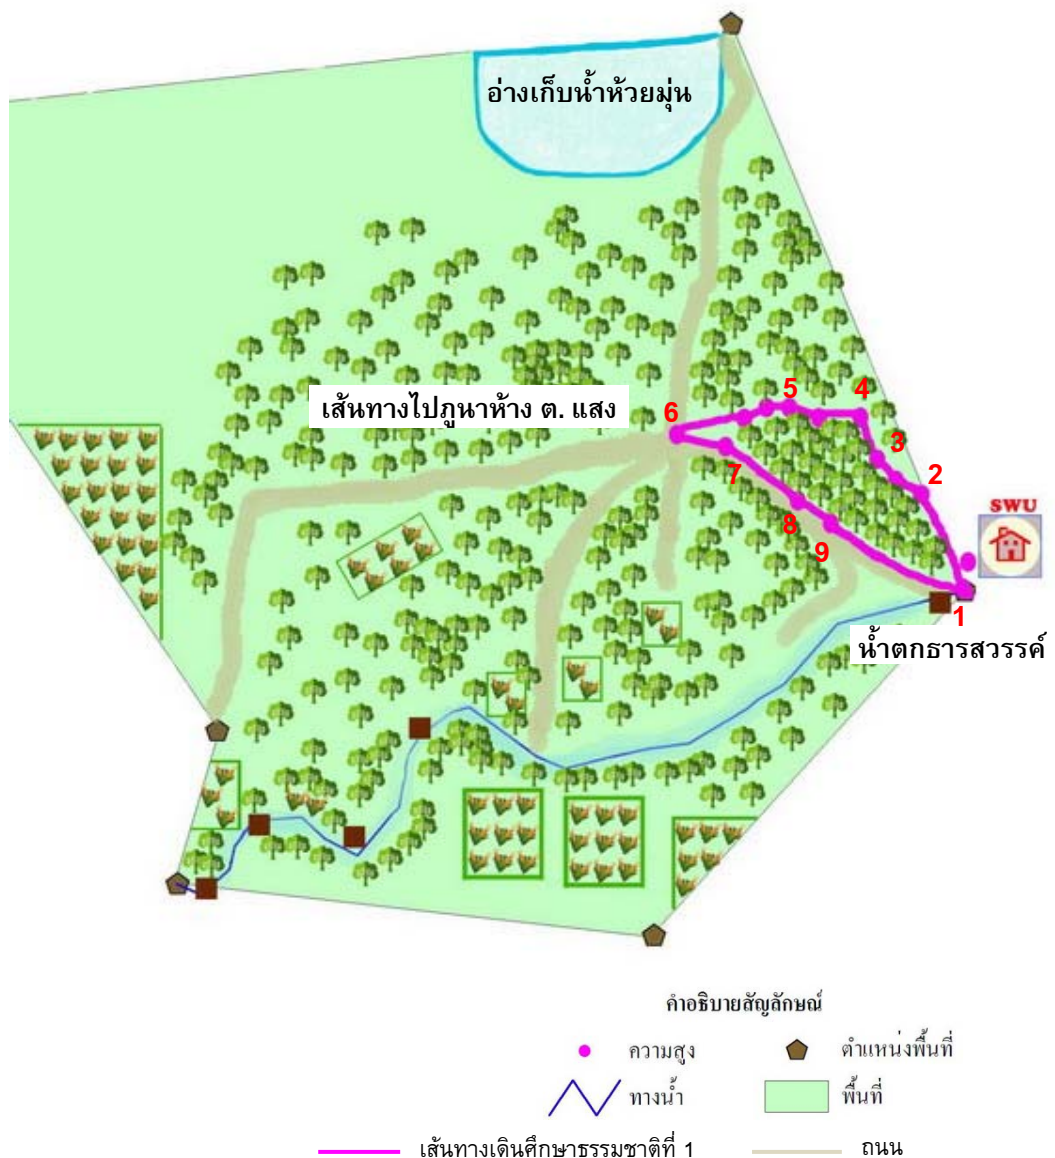 อ่างเก็บน้ำห้วยมุ่น
เส้นทางไปภูนาห้าง ต. แสง
6
5
4
3
2
7
8
9
SWU
1
น้ำตกธารสวรรค์
คำอธิบายสัญลักษณ์
ความสูง
ตำแหน่งพื้นที่
ทางน้ำ
พื้นที่
เส้นทางเดินศึกษาธรรมชาติที่ 1
ถนน